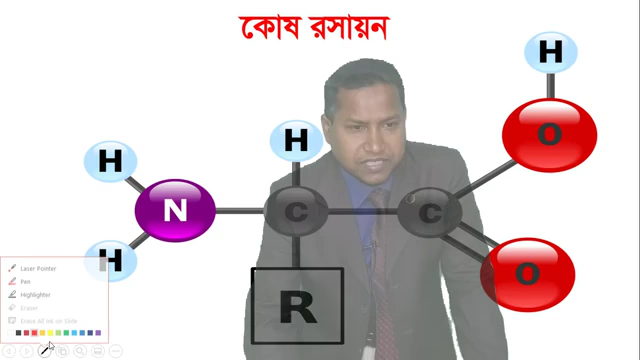 কোষ রসায়ন
H
H
H
O
N
C
C
H
O
R
Laser Pointer
Pen
Highlighter
Eraser
Erase All Ink on Slide